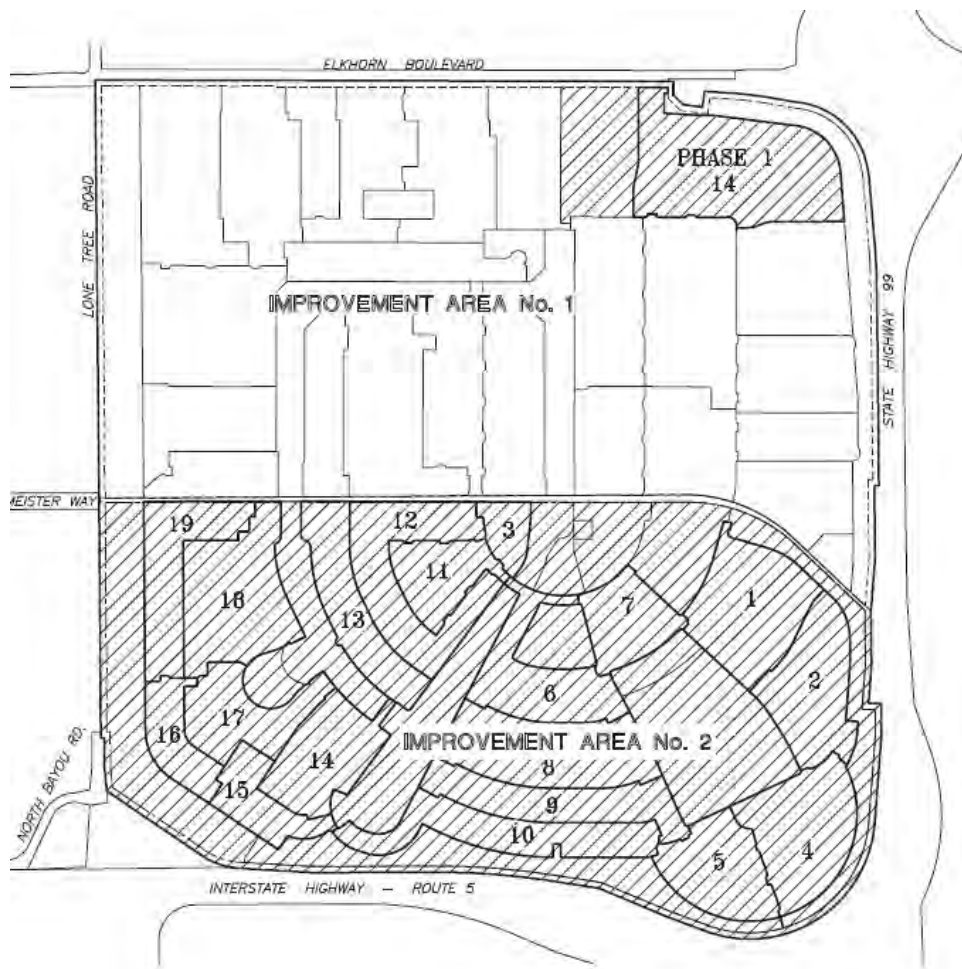 ELKHORN BOULEVARD
PHASE 1
14
LONE TREE ROAD
STATE HIGHWAY 99
IMPROVEMENT AREA No. 1
MEISTER WAY
19
12
3
11
18
13
7
1
6
2
17
16
IMPROVEMENT AREA No. 2
14
8
15
9
10
5
4
NORTH BAYOU RD.
INTERSTATE HIGHWAY — ROUTE 5